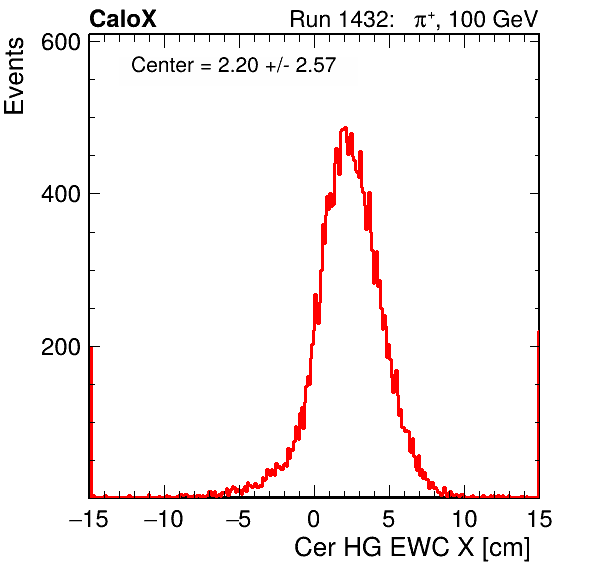 CaloX Run 1432: π⁺, 100 GeV
Events
Center = 2.20 +/- 2.57
600
400
200
−15 −10 −5 0 5 10 15
Cer HG EWC X [cm]